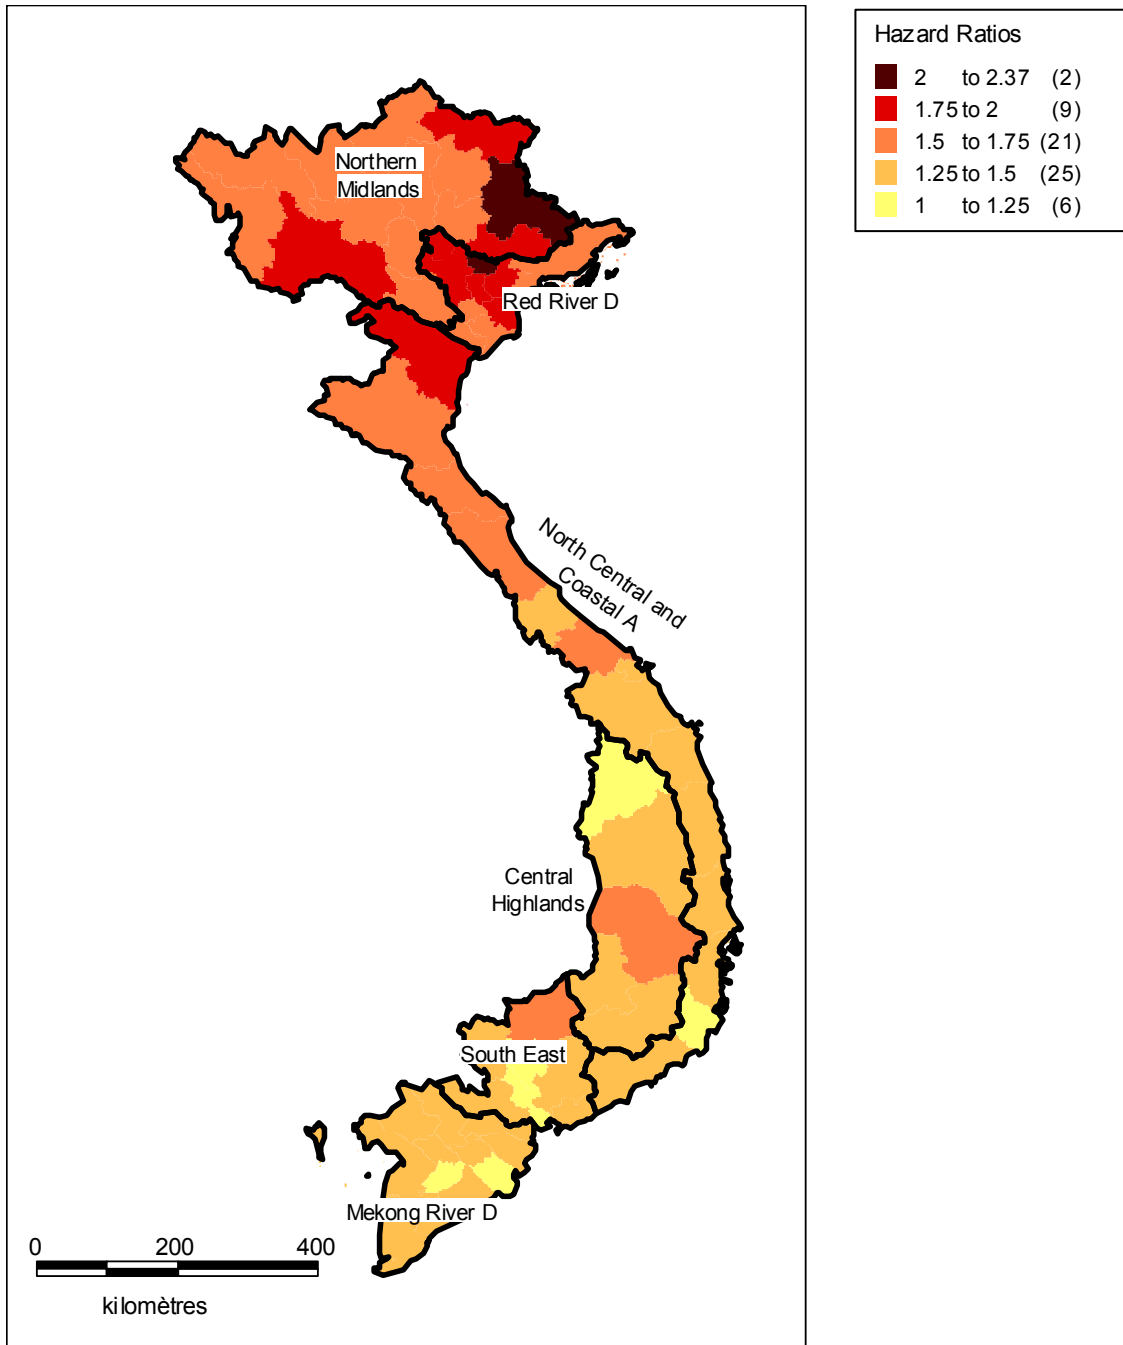 Hazard Ratios
2 to 2.37 (2)
1.75 to 2 (9)
1.5 to 1.75 (21)
1.25 to 1.5 (25)
1 to 1.25 (6)
Northern
Midlands
Red River D
North Central and
Coastal A
Central
Highlands
South East
Mekong River D
0 200 400
kilomètres